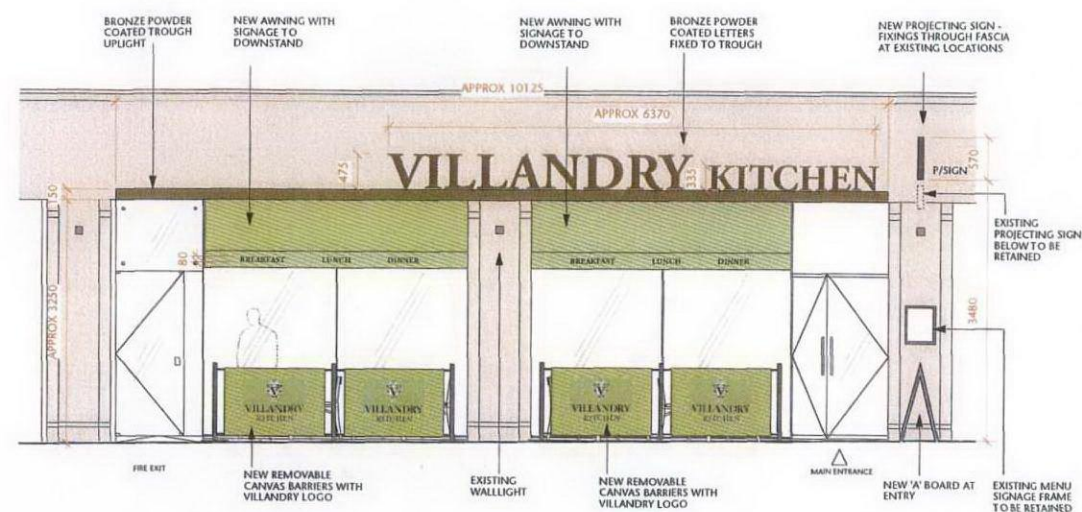 BRONZE POWDER
COATED TROUGH
UPLIGHT
NEW AWNING WITH
SIGNAGE TO
DOWNSTAND
NEW AWNING WITH
SIGNAGE TO
DOWNSTAND
BRONZE POWDER
COATED LETTERS
FIXED TO TROUGH
NEW PROJECTING SIGN -
FIXINGS THROUGH FASCIA
AT EXISTING LOCATIONS
APPROX 10125
APPROX 6370
475
VILLANDRY KITCHEN
335
570
P/SIGN
150
EXISTING
PROJECTING SIGN
BELOW TO BE
RETAINED
80
BREAKFAST LUNCH DINNER
BREAKFAST LUNCH DINNER
APPROX 3250
3480
VILLANDRY
KITCHEN
VILLANDRY
KITCHEN
VILLANDRY
KITCHEN
VILLANDRY
KITCHEN
FIRE EXIT
NEW REMOVABLE
CANVAS BARRIERS WITH
VILLANDRY LOGO
EXISTING
WALLLIGHT
NEW REMOVABLE
CANVAS BARRIERS WITH
VILLANDRY LOGO
MAIN ENTRANCE
NEW 'A' BOARD AT
ENTRY
EXISTING MENU
SIGNAGE FRAME
TO BE RETAINED